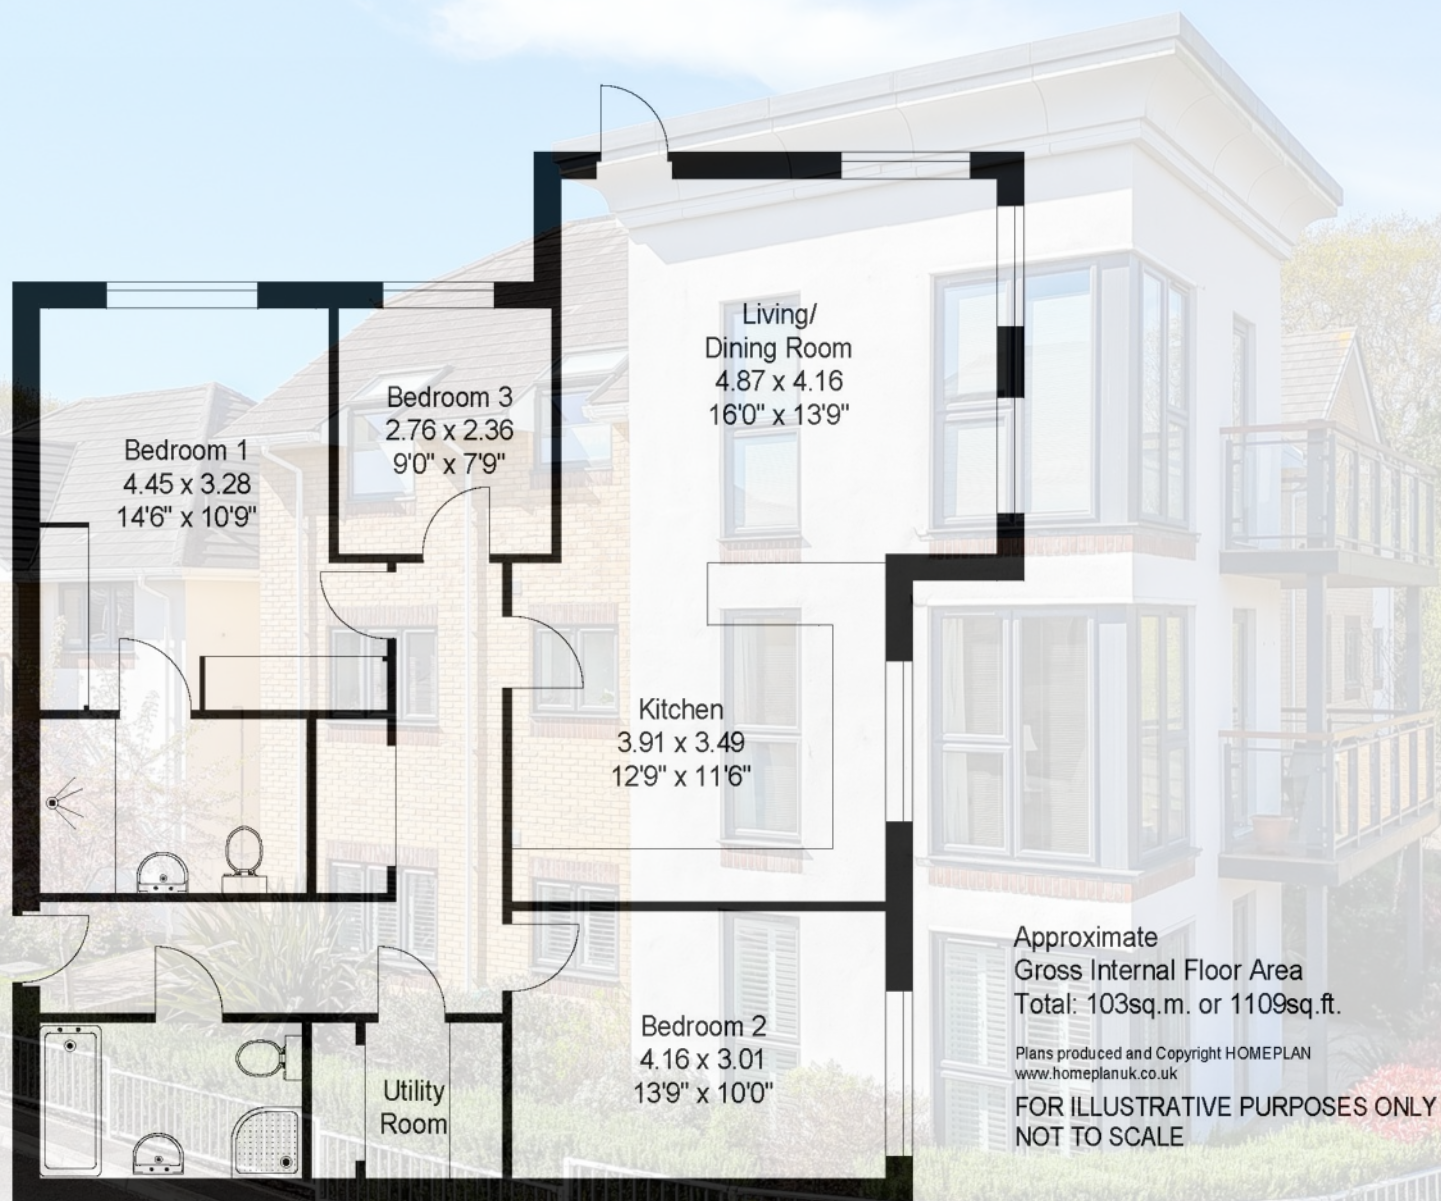 Living/
Dining Room
4.87 x 4.16
16'0" x 13'9"
Bedroom 3
2.76 x 2.36
9'0" x 7'9"
Bedroom 1
4.45 x 3.28
14'6" x 10'9"
Kitchen
3.91 x 3.49
12'9" x 11'6"
Bedroom 2
4.16 x 3.01
13'9" x 10'0"
Utility
Room
Approximate
Gross Internal Floor Area
Total: 103sq.m. or 1109sq.ft.
Plans produced and Copyright HOMEPLAN
www.homeplanuk.co.uk
FOR ILLUSTRATIVE PURPOSES ONLY
NOT TO SCALE